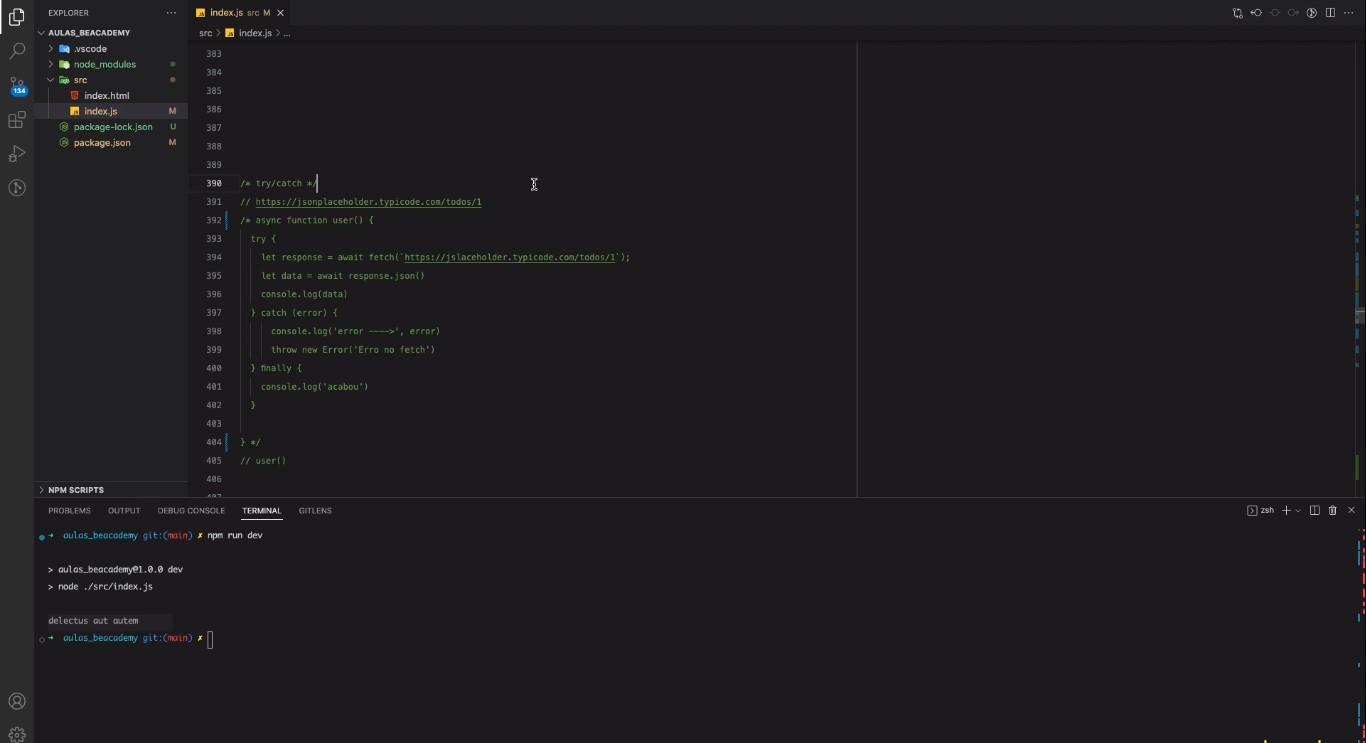 EXPLORER
AULAS_BEACADEMY
.vscode
node_modules
src
index.html
index.js M
package-lock.json U
package.json M
134
NPM SCRIPTS
index.js src M
src > index.js > ...
383
384
385
386
387
388
389
390 /* try/catch */
391 // https://jsonplaceholder.typicode.com/todos/1
392 /* async function user() {
393 try {
394 let response = await fetch(`https://jslaceholder.typicode.com/todos/1`);
395 let data = await response.json()
396 console.log(data)
397 } catch (error) {
398 console.log('error ---->', error)
399 throw new Error('Erro no fetch')
400 } finally {
401 console.log('acabou')
402 }
403
404 } */
405 // user()
406
407
PROBLEMS OUTPUT DEBUG CONSOLE TERMINAL GITLENS
zsh
➜ aulas_beacademy git:(main) ✗ npm run dev
> aulas_beacademy@1.0.0 dev
> node ./src/index.js
delectus aut autem
➜ aulas_beacademy git:(main) ✗